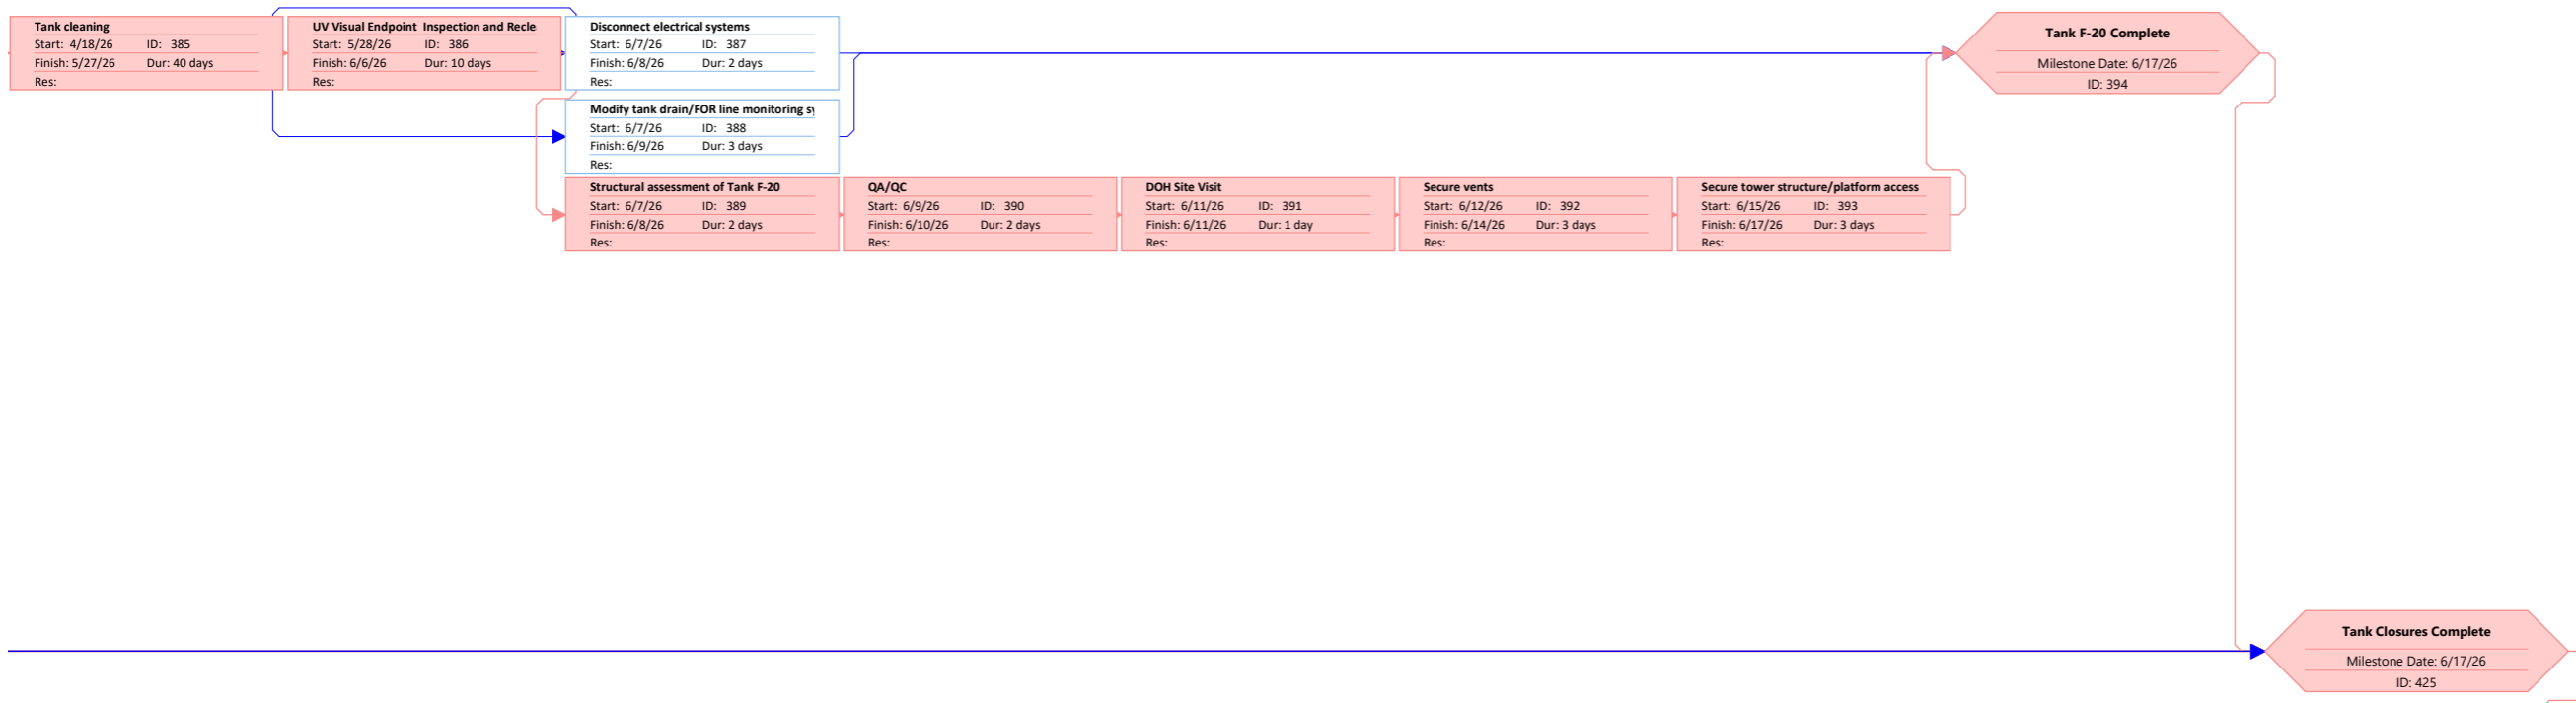 Tank cleaning
Start: 4/18/26 ID: 385
Finish: 5/27/26 Dur: 40 days
Res:
UV Visual Endpoint Inspection and Recle
Start: 5/28/26 ID: 386
Finish: 6/6/26 Dur: 10 days
Res:
Disconnect electrical systems
Start: 6/7/26 ID: 387
Finish: 6/8/26 Dur: 2 days
Res:
Tank F-20 Complete
Milestone Date: 6/17/26
ID: 394
Modify tank drain/FOR line monitoring sy
Start: 6/7/26 ID: 388
Finish: 6/9/26 Dur: 3 days
Res:
Structural assessment of Tank F-20
Start: 6/7/26 ID: 389
Finish: 6/8/26 Dur: 2 days
Res:
QA/QC
Start: 6/9/26 ID: 390
Finish: 6/10/26 Dur: 2 days
Res:
DOH Site Visit
Start: 6/11/26 ID: 391
Finish: 6/11/26 Dur: 1 day
Res:
Secure vents
Start: 6/12/26 ID: 392
Finish: 6/14/26 Dur: 3 days
Res:
Secure tower structure/platform access
Start: 6/15/26 ID: 393
Finish: 6/17/26 Dur: 3 days
Res:
Tank Closures Complete
Milestone Date: 6/17/26
ID: 425